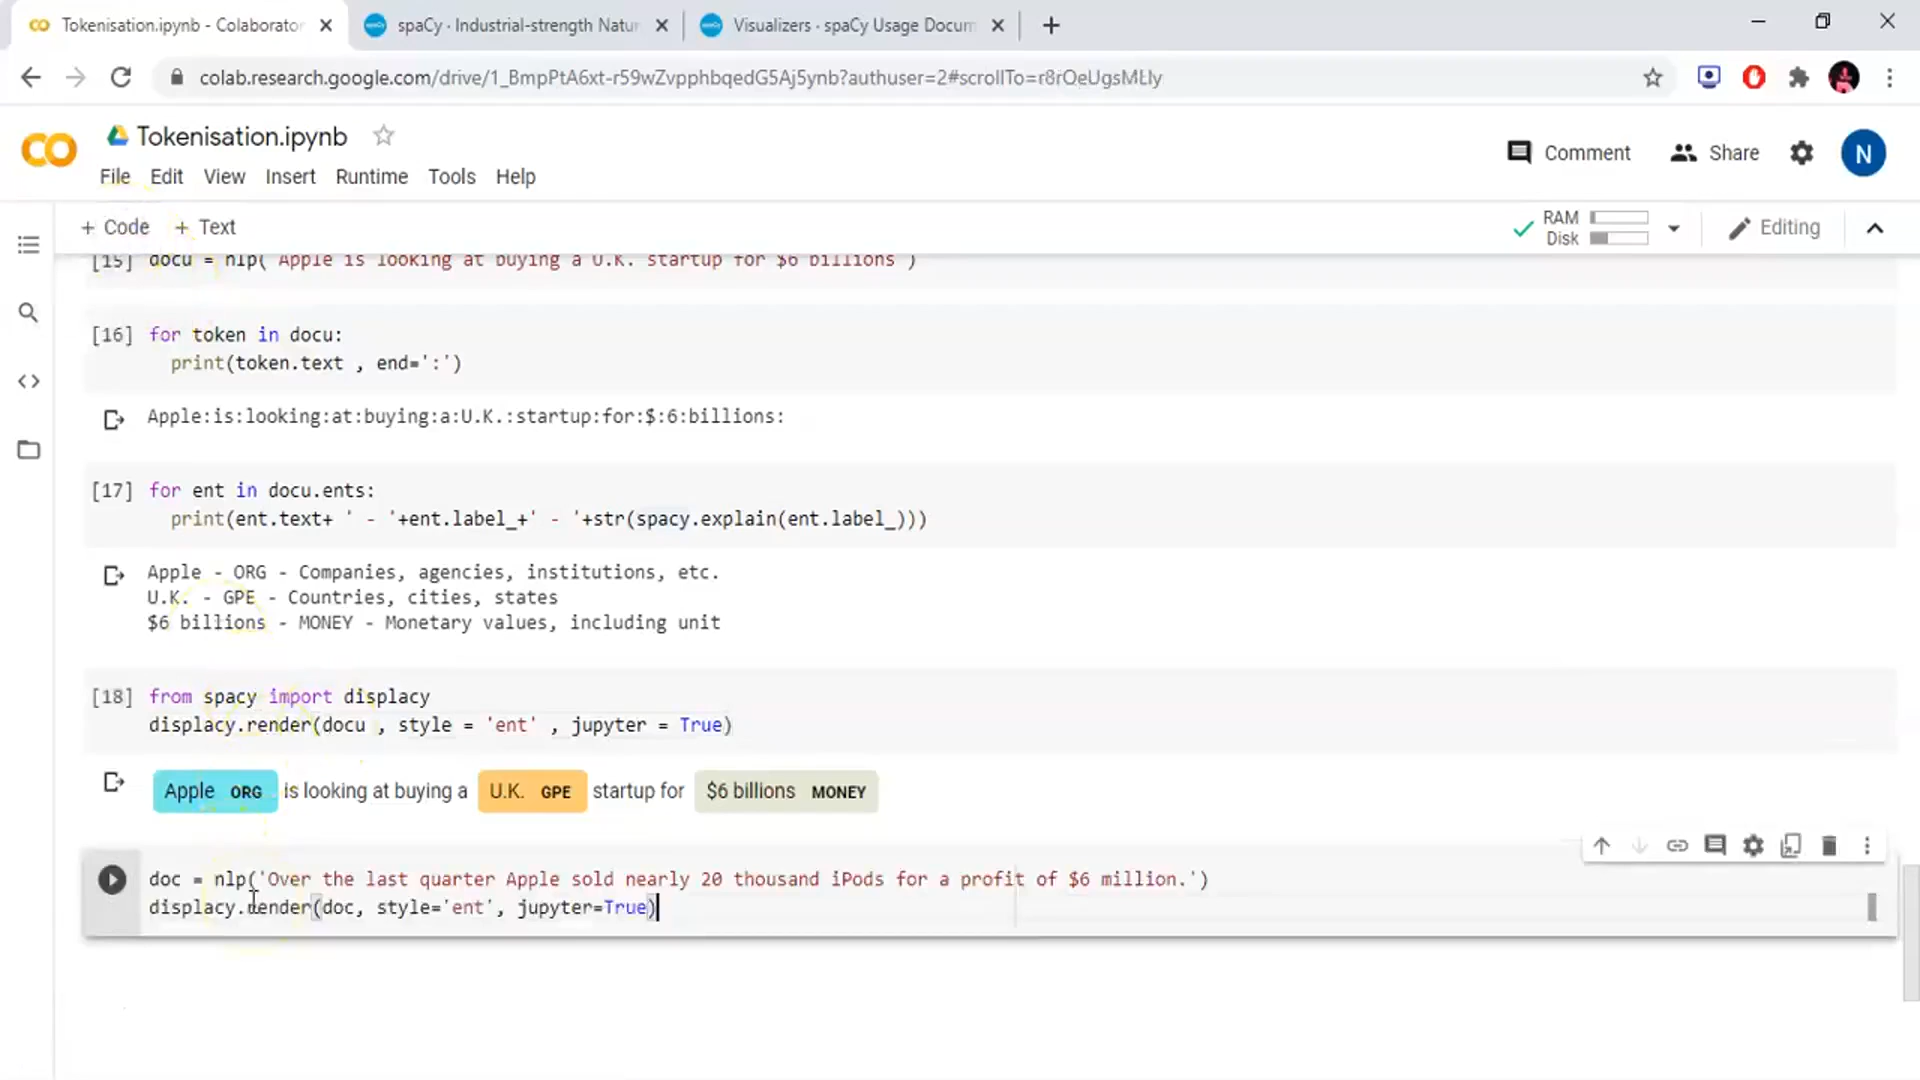 Tokenisation.ipynb - Colaborator
spaCy · Industrial-strength Natur
Visualizers · spaCy Usage Docum
colab.research.google.com/drive/1_BmpPtA6xt-r59wZvpphbqedG5Aj5ynb?authuser=2#scrollTo=r8rOeUgsMLly
Tokenisation.ipynb
File Edit View Insert Runtime Tools Help
Comment
Share
N
+ Code + Text
RAM
Disk
Editing
[15] docu = nlp( Apple is looking at buying a U.K. startup for $6 billions )
[16] for token in docu:
print(token.text , end=':')
Apple:is:looking:at:buying:a:U.K.:startup:for:$:6:billions:
[17] for ent in docu.ents:
print(ent.text+ ' - '+ent.label_+' - '+str(spacy.explain(ent.label_)))
Apple - ORG - Companies, agencies, institutions, etc.
U.K. - GPE - Countries, cities, states
$6 billions - MONEY - Monetary values, including unit
[18] from spacy import displacy
displacy.render(docu , style = 'ent' , jupyter = True)
Apple ORG is looking at buying a U.K. GPE startup for $6 billions MONEY
doc = nlp('Over the last quarter Apple sold nearly 20 thousand iPods for a profit of $6 million.')
displacy.render(doc, style='ent', jupyter=True)